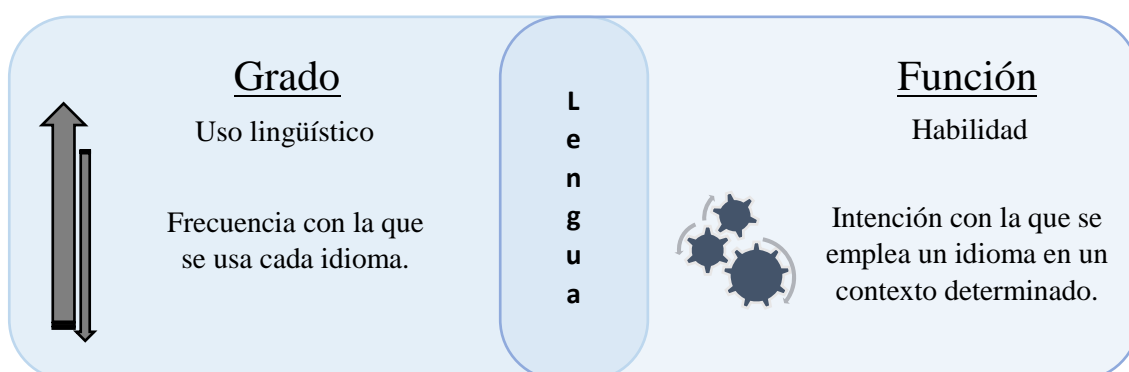 Grado
Uso lingüístico
Frecuencia con la que
se usa cada idioma.
L
e
n
g
u
a
Función
Habilidad
Intención con la que se
emplea un idioma en un
contexto determinado.